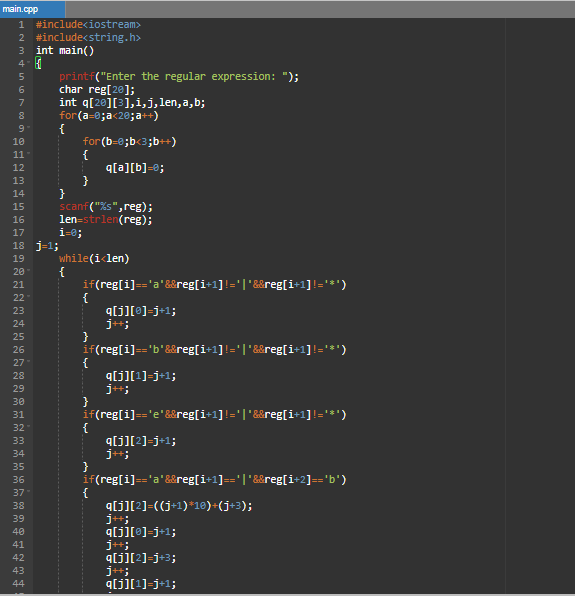 main.cpp
1 #include<iostream>
2 #include<string.h>
3 int main()
4 {
5 printf("Enter the regular expression: ");
6 char reg[20];
7 int q[20][3],i,j,len,a,b;
8 for(a=0;a<20;a++)
9 {
10 for(b=0;b<3;b++)
11 {
12 q[a][b]=0;
13 }
14 }
15 scanf("%s",reg);
16 len=strlen(reg);
17 i=0;
18 j=1;
19 while(i<len)
20 {
21 if(reg[i]=='a'&&reg[i+1]!='|'&&reg[i+1]!='*')
22 {
23 q[j][0]=j+1;
24 j++;
25 }
26 if(reg[i]=='b'&&reg[i+1]!='|'&&reg[i+1]!='*')
27 {
28 q[j][1]=j+1;
29 j++;
30 }
31 if(reg[i]=='e'&&reg[i+1]!='|'&&reg[i+1]!='*')
32 {
33 q[j][2]=j+1;
34 j++;
35 }
36 if(reg[i]=='a'&&reg[i+1]=='|'&&reg[i+2]=='b')
37 {
38 q[j][2]=((j+1)*10)+(j+3);
39 j++;
40 q[j][0]=j+1;
41 j++;
42 q[j][2]=j+3;
43 j++;
44 q[j][1]=j+1;